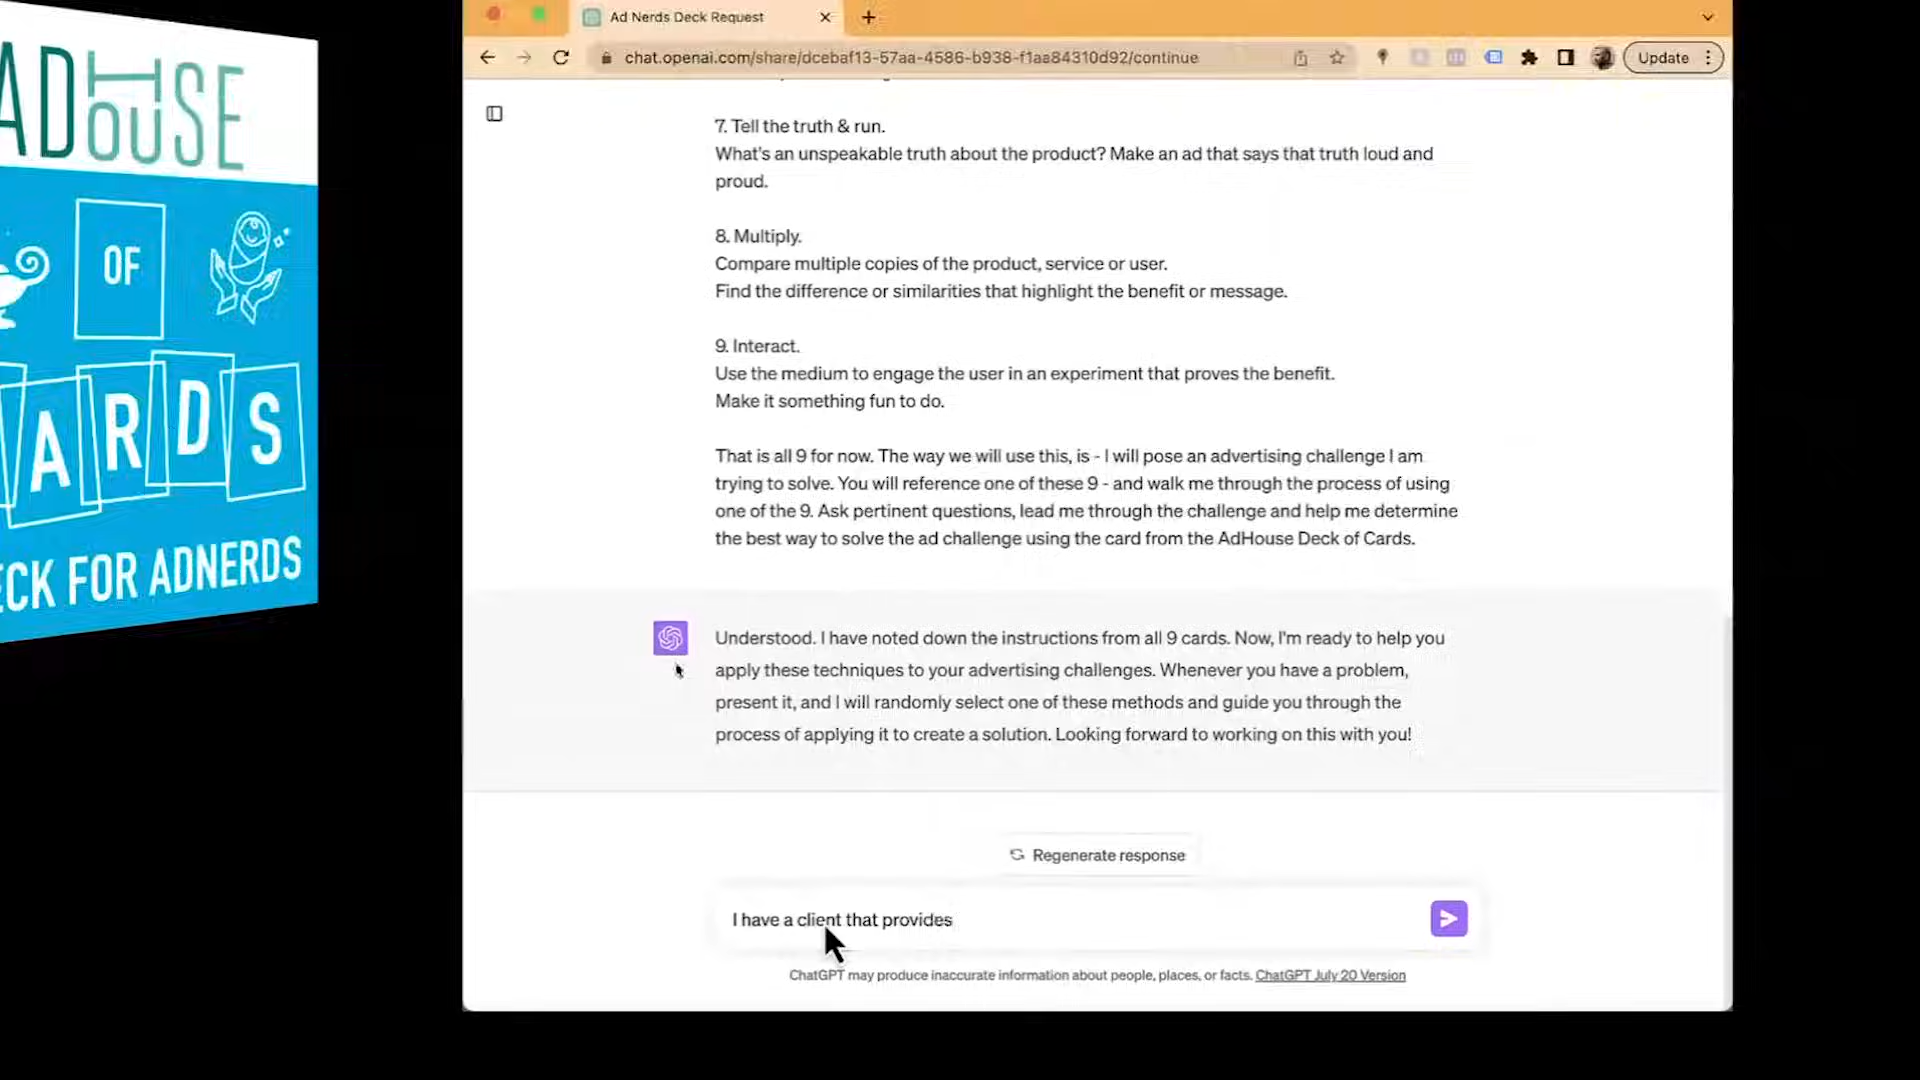 ADHOUSE
OF
ARDS
ECK FOR ADNERDS
Ad Nerds Deck Request
chat.openai.com/share/dcebaf13-57aa-4586-b938-f1aa84310d92/continue
Update
7. Tell the truth & run.
What's an unspeakable truth about the product? Make an ad that says that truth loud and
proud.
8. Multiply.
Compare multiple copies of the product, service or user.
Find the difference or similarities that highlight the benefit or message.
9. Interact.
Use the medium to engage the user in an experiment that proves the benefit.
Make it something fun to do.
That is all 9 for now. The way we will use this, is - I will pose an advertising challenge I am
trying to solve. You will reference one of these 9 - and walk me through the process of using
one of the 9. Ask pertinent questions, lead me through the challenge and help me determine
the best way to solve the ad challenge using the card from the AdHouse Deck of Cards.
Understood. I have noted down the instructions from all 9 cards. Now, I'm ready to help you
apply these techniques to your advertising challenges. Whenever you have a problem,
present it, and I will randomly select one of these methods and guide you through the
process of applying it to create a solution. Looking forward to working on this with you!
Regenerate response
I have a client that provides
ChatGPT may produce inaccurate information about people, places, or facts. ChatGPT July 20 Version